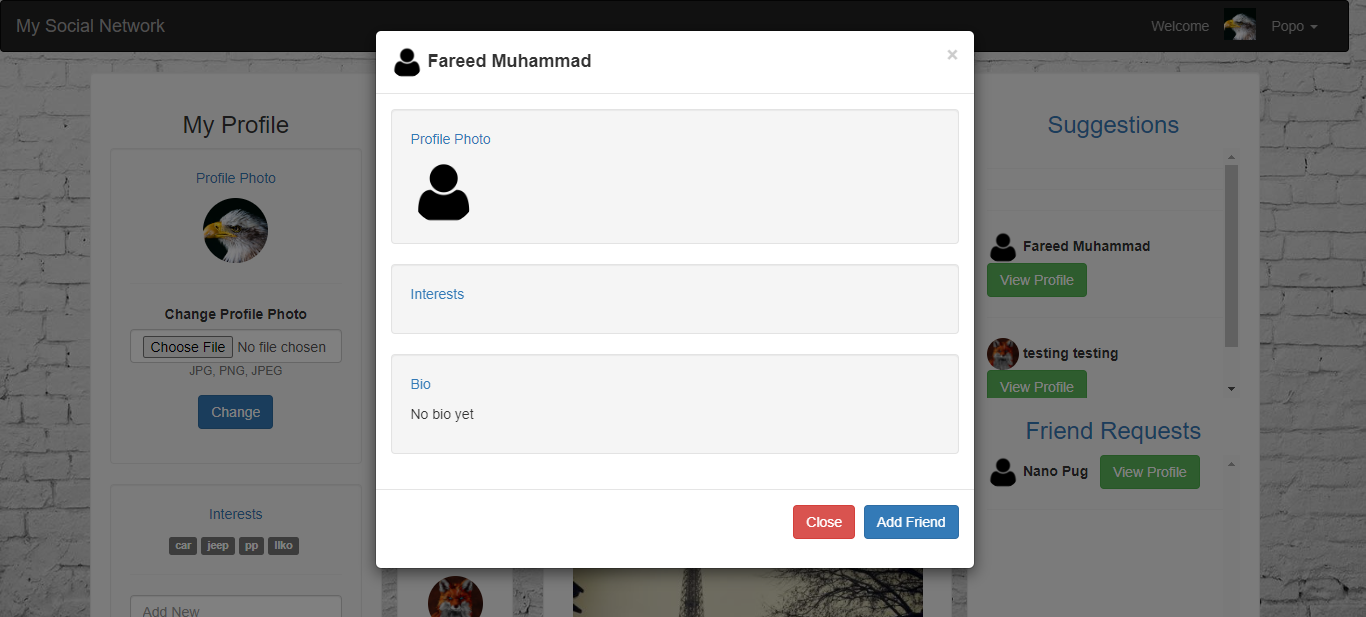 My Social Network
Welcome Popo
Fareed Muhammad ×
Profile Photo
Interests
Bio
No bio yet
Close Add Friend
My Profile
Profile Photo
Change Profile Photo
Choose File No file chosen
JPG, PNG, JPEG
Change
Interests
car jeep pp llko
Add New
Suggestions
Fareed Muhammad
View Profile
testing testing
View Profile
Friend Requests
Nano Pug View Profile